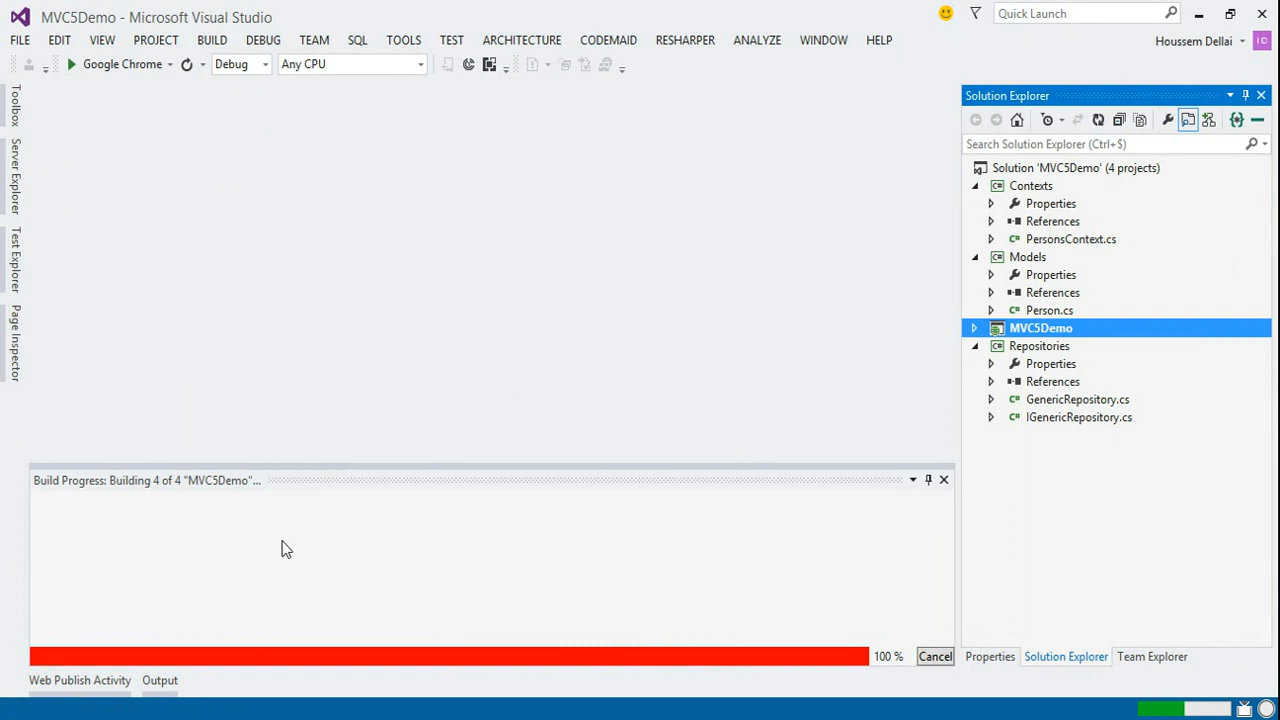 MVC5Demo - Microsoft Visual Studio
Quick Launch
FILE EDIT VIEW PROJECT BUILD DEBUG TEAM SQL TOOLS TEST ARCHITECTURE CODEMAID RESHARPER ANALYZE WINDOW HELP
Houssem Dellai
Google Chrome Debug Any CPU
Toolbox
Server Explorer
Test Explorer
Page Inspector
Solution Explorer
Search Solution Explorer (Ctrl+$)
Solution 'MVC5Demo' (4 projects)
Contexts
Properties
References
PersonsContext.cs
Models
Properties
References
Person.cs
MVC5Demo
Repositories
Properties
References
GenericRepository.cs
IGenericRepository.cs
Build Progress: Building 4 of 4 "MVC5Demo"...
100 % Cancel
Properties Solution Explorer Team Explorer
Web Publish Activity Output